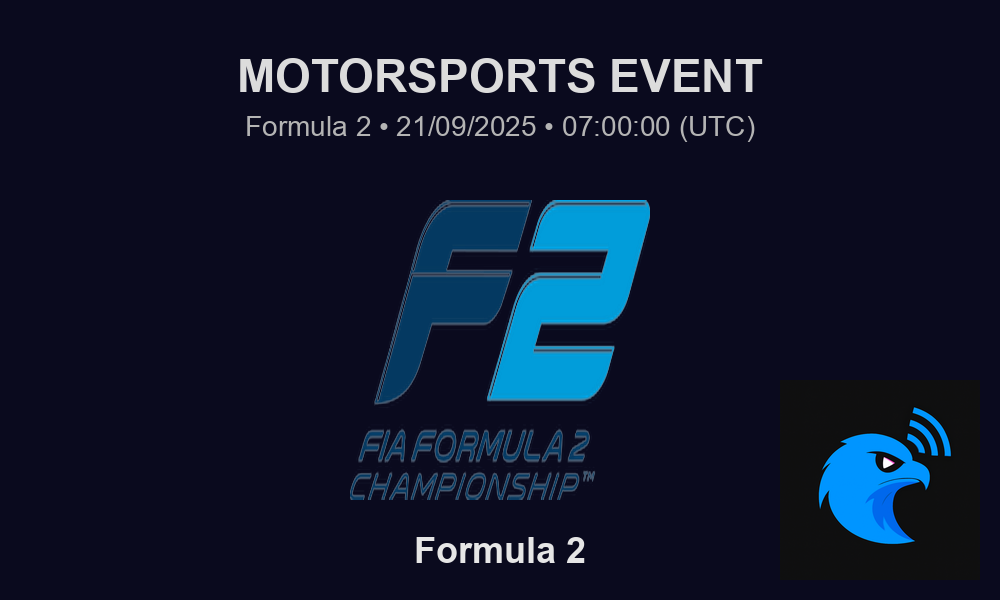 MOTORSPORTS EVENT
Formula 2 • 21/09/2025 • 07:00:00 (UTC)
F2
FIA FORMULA 2
CHAMPIONSHIP™
Formula 2